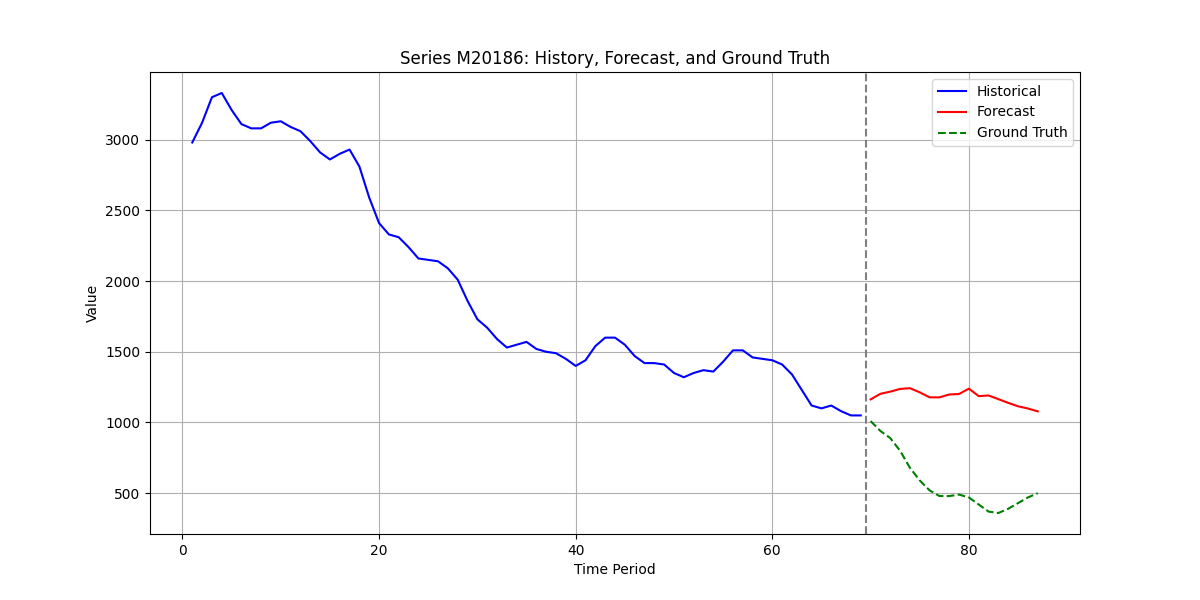 Series M20186: History, Forecast, and Ground Truth
Historical
Forecast
Ground Truth
Value
3000
2500
2000
1500
1000
500
0
20
40
60
80
Time Period